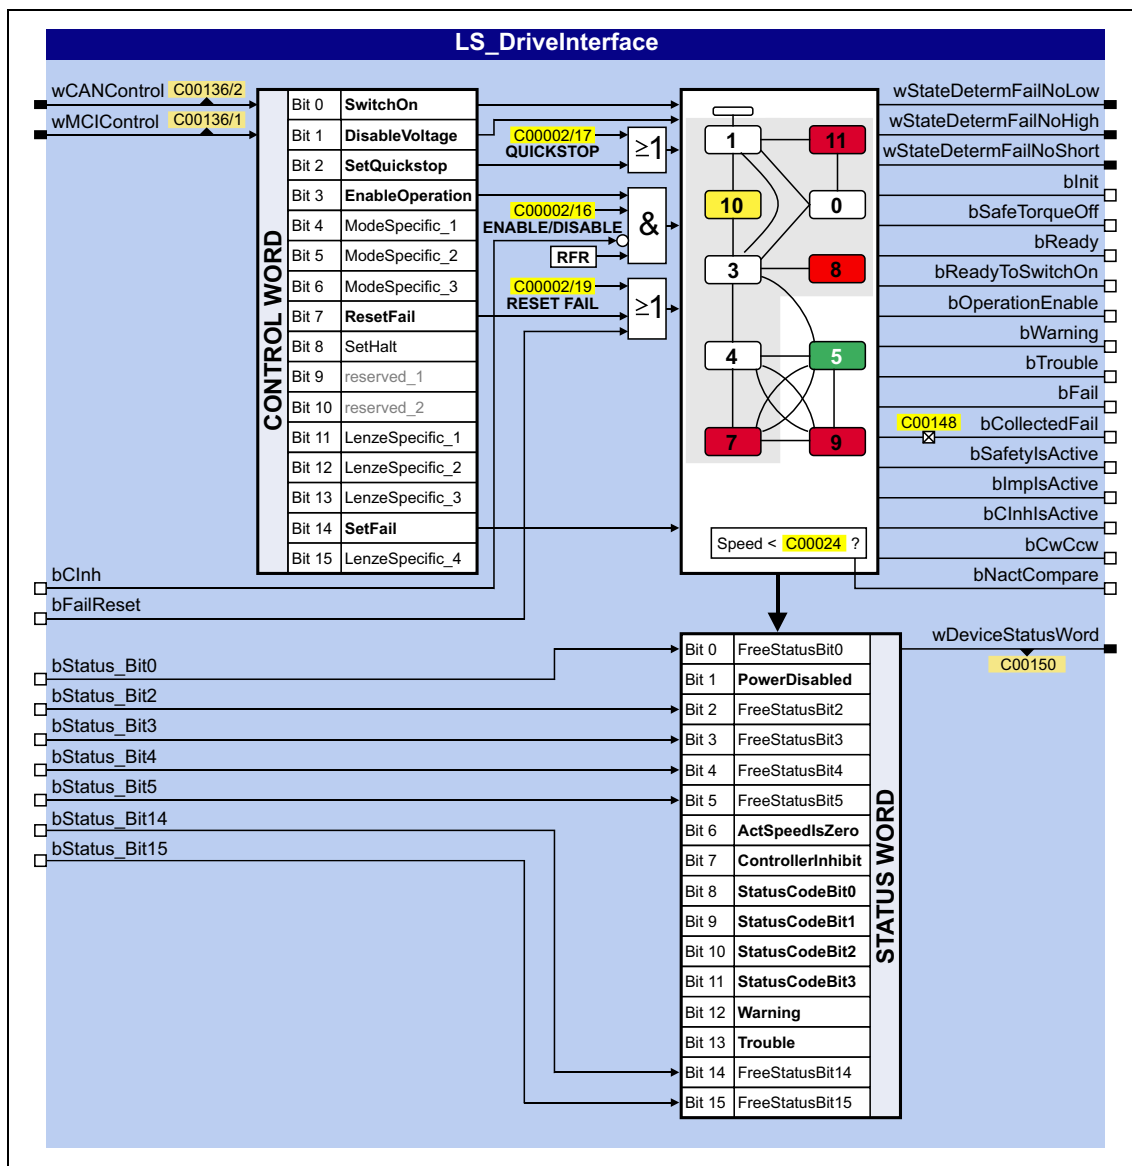 LS_DriveInterface
wCANControl C00136/2
wMCIControl C00136/1
CONTROL WORD
Bit 0 SwitchOn
Bit 1 DisableVoltage
Bit 2 SetQuickstop
Bit 3 EnableOperation
Bit 4 ModeSpecific_1
Bit 5 ModeSpecific_2
Bit 6 ModeSpecific_3
Bit 7 ResetFail
Bit 8 SetHalt
Bit 9 reserved_1
Bit 10 reserved_2
Bit 11 LenzeSpecific_1
Bit 12 LenzeSpecific_2
Bit 13 LenzeSpecific_3
Bit 14 SetFail
Bit 15 LenzeSpecific_4
C00002/17
QUICKSTOP
≥1
C00002/16
ENABLE/DISABLE
&
RFR
C00002/19
RESET FAIL
≥1
1 11
10 0
3 8
4 5
7 9
Speed < C00024 ?
wStateDetermFailNoLow
wStateDetermFailNoHigh
wStateDetermFailNoShort
bInit
bSafeTorqueOff
bReady
bReadyToSwitchOn
bOperationEnable
bWarning
bTrouble
bFail
C00148 bCollectedFail
bSafetyIsActive
bImpIsActive
bCInhIsActive
bCwCcw
bNactCompare
bCInh
bFailReset
bStatus_Bit0
bStatus_Bit2
bStatus_Bit3
bStatus_Bit4
bStatus_Bit5
bStatus_Bit14
bStatus_Bit15
Bit 0 FreeStatusBit0
Bit 1 PowerDisabled
Bit 2 FreeStatusBit2
Bit 3 FreeStatusBit3
Bit 4 FreeStatusBit4
Bit 5 FreeStatusBit5
Bit 6 ActSpeedIsZero
Bit 7 ControllerInhibit
Bit 8 StatusCodeBit0
Bit 9 StatusCodeBit1
Bit 10 StatusCodeBit2
Bit 11 StatusCodeBit3
Bit 12 Warning
Bit 13 Trouble
Bit 14 FreeStatusBit14
Bit 15 FreeStatusBit15
STATUS WORD
wDeviceStatusWord
C00150